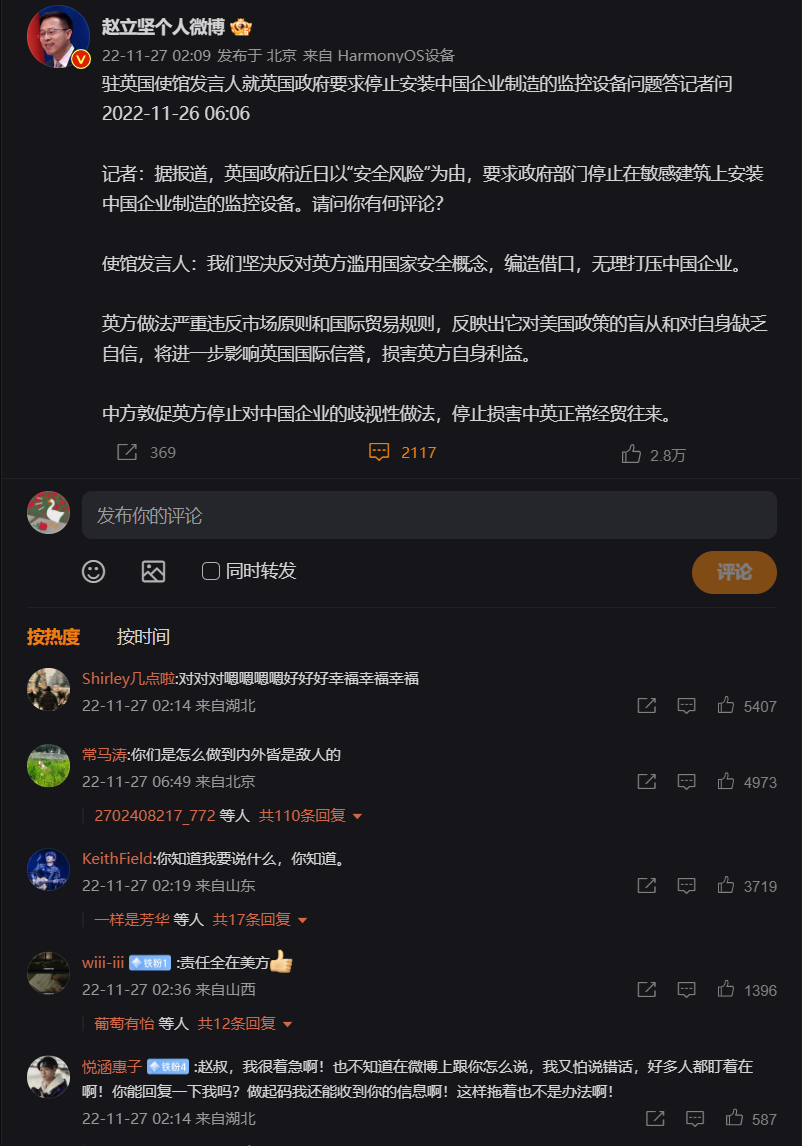 赵立坚个人微博
22-11-27 02:09 发布于 北京 来自 HarmonyOS设备
驻英国使馆发言人就英国政府要求停止安装中国企业制造的监控设备问题答记者问
2022-11-26 06:06
记者：据报道，英国政府近日以“安全风险”为由，要求政府部门停止在敏感建筑上安装
中国企业制造的监控设备。请问你有何评论？
使馆发言人：我们坚决反对英方滥用国家安全概念，编造借口，无理打压中国企业。
英方做法严重违反市场原则和国际贸易规则，反映出它对美国政策的盲从和对自身缺乏
自信，将进一步影响英国国际信誉，损害英方自身利益。
中方敦促英方停止对中国企业的歧视性做法，停止损害中英正常经贸往来。
369 2117 2.8万
发布你的评论
同时转发 评论
按热度 按时间
Shirley几点啦:对对对嗯嗯嗯嗯好好好幸福幸福幸福
22-11-27 02:14 来自湖北 5407
常马涛:你们是怎么做到内外皆是敌人的
22-11-27 06:49 来自北京 4973
2702408217_772 等人 共110条回复
KeithField:你知道我要说什么，你知道。
22-11-27 02:19 来自山东 3719
一样是芳华 等人 共17条回复
wiii-iii 铁粉1 :责任全在美方👍
22-11-27 02:36 来自山西 1396
葡萄有怡 等人 共12条回复
悦涵惠子 铁粉4 :赵叔，我很着急啊！也不知道在微博上跟你怎么说，我又怕说错话，好多人都盯着在
啊！你能回复一下我吗？做起码我还能收到你的信息啊！这样拖着也不是办法啊！
22-11-27 02:14 来自湖北 587